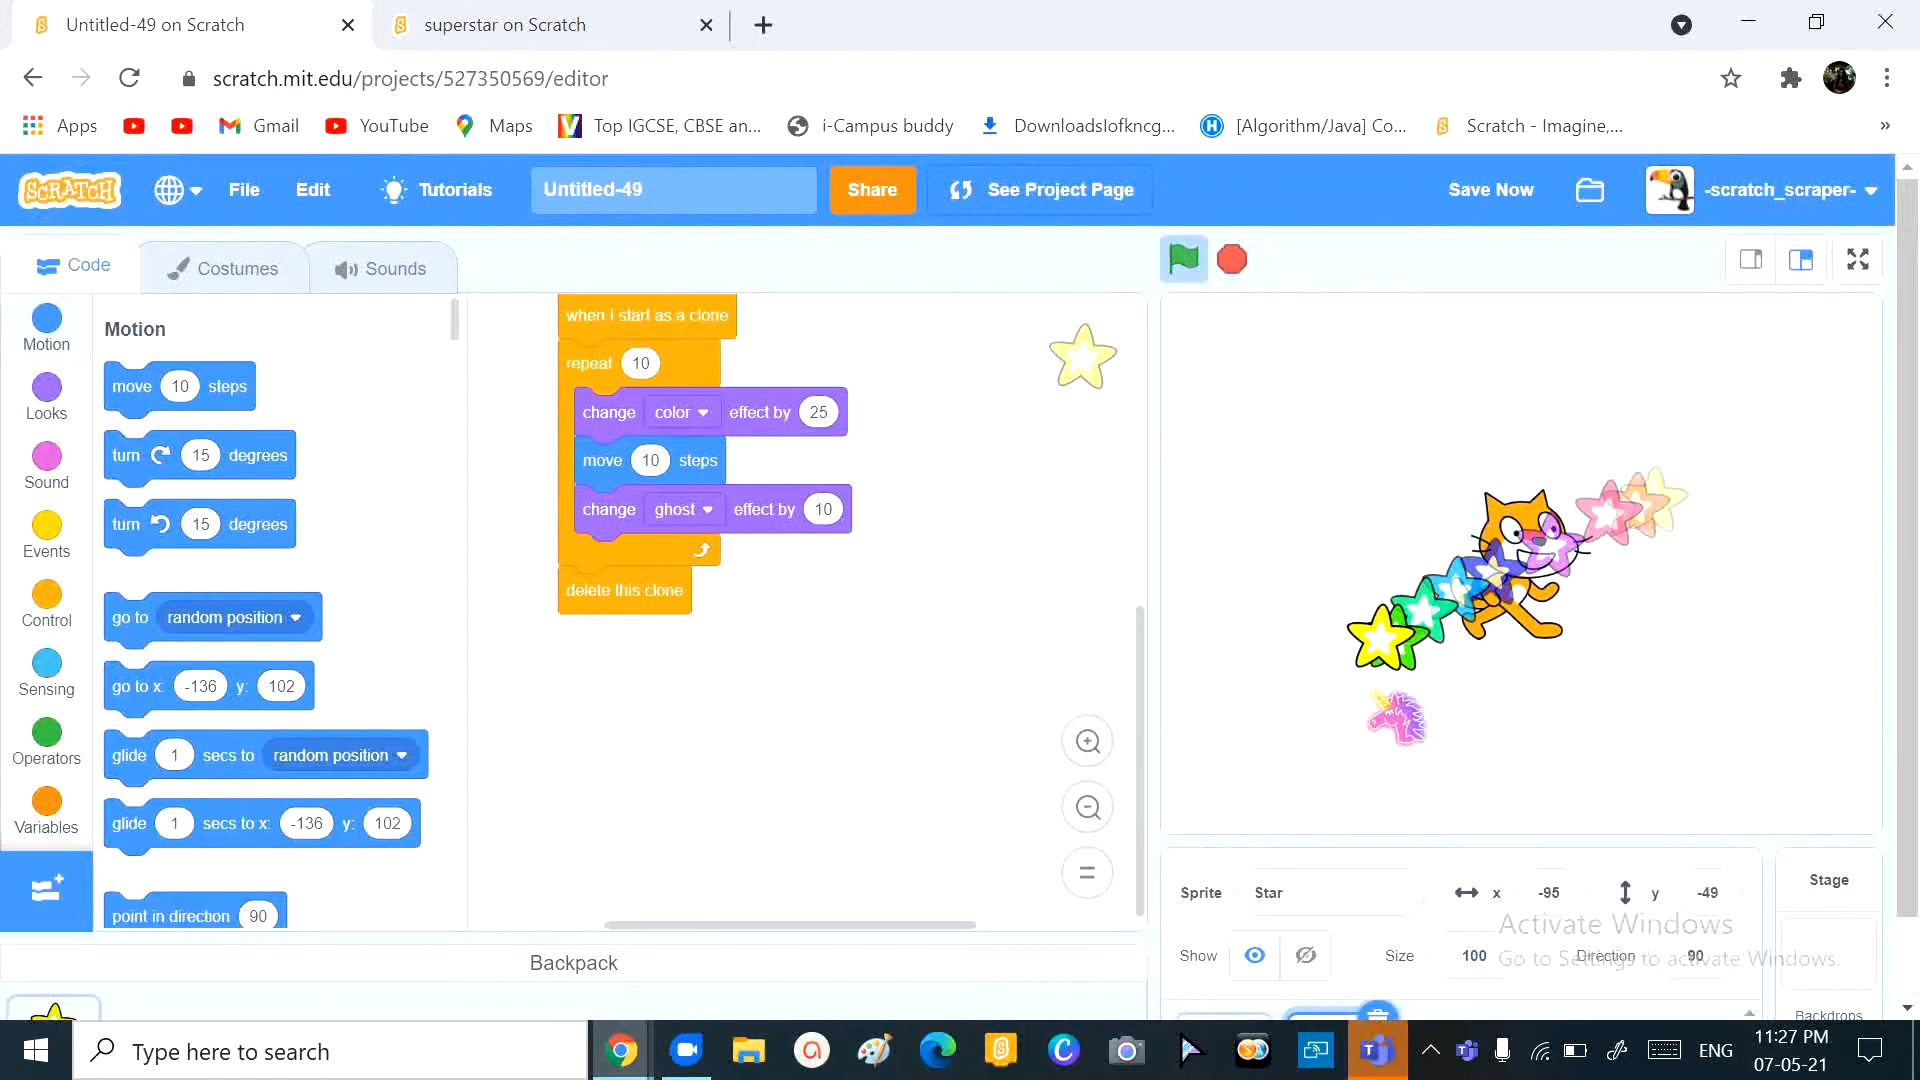 Untitled-49 on Scratch
superstar on Scratch
scratch.mit.edu/projects/527350569/editor
Apps
Gmail
YouTube
Maps
Top IGCSE, CBSE an...
i-Campus buddy
Downloadslofkncg...
[Algorithm/Java] Co...
Scratch - Imagine,...
SCRATCH
File
Edit
Tutorials
Untitled-49
Share
See Project Page
Save Now
-scratch_scraper-
Code
Costumes
Sounds
Motion
Looks
Sound
Events
Control
Sensing
Operators
Variables
Motion
move 10 steps
turn 15 degrees
turn 15 degrees
go to random position
go to x: -136 y: 102
glide 1 secs to random position
glide 1 secs to x: -136 y: 102
point in direction 90
when I start as a clone
repeat 10
change color effect by 25
move 10 steps
change ghost effect by 10
delete this clone
Backpack
Sprite Star x -95 y -49
Show Size 100 Direction 90
Stage
Backdrops
Activate Windows
Go to Settings to activate Windows.
Type here to search
ENG
11:27 PM
07-05-21